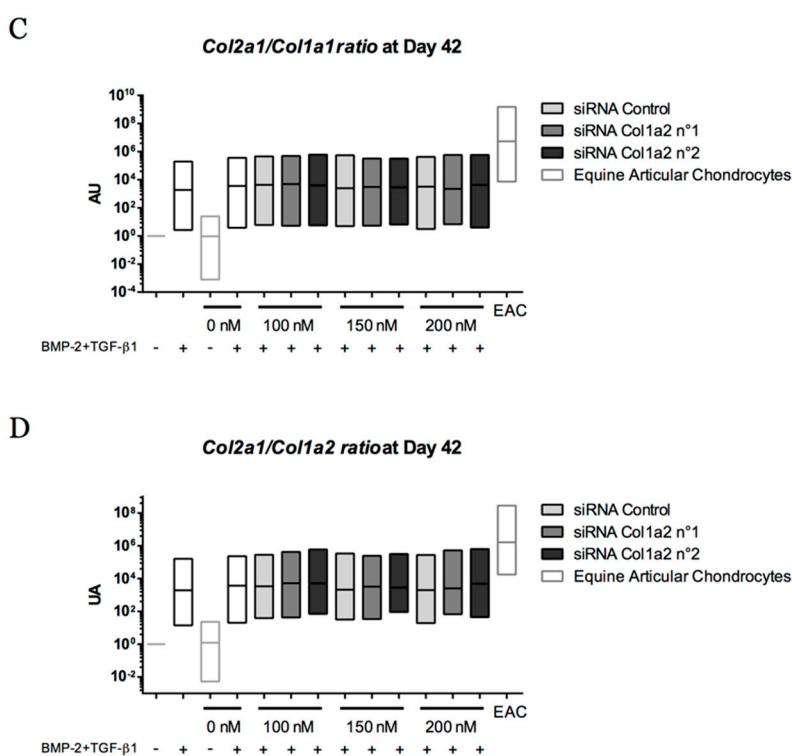 C
Col2a1/Col1a1 ratio at Day 42
10^10
10^8
10^6
10^4
10^2
10^0
10^-2
10^-4
AU
siRNA Control
siRNA Col1a2 n°1
siRNA Col1a2 n°2
Equine Articular Chondrocytes
0 nM 100 nM 150 nM 200 nM EAC
BMP-2+TGF-β1 - + - + + + + + + + + + +
D
Col2a1/Col1a2 ratio at Day 42
10^8
10^6
10^4
10^2
10^0
10^-2
UA
siRNA Control
siRNA Col1a2 n°1
siRNA Col1a2 n°2
Equine Articular Chondrocytes
0 nM 100 nM 150 nM 200 nM EAC
BMP-2+TGF-β1 - + - + + + + + + + + + +